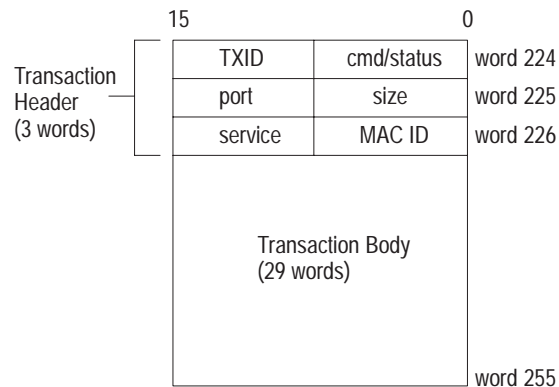 15 0
TXID cmd/status word 224
Transaction
Header
(3 words)
port size word 225
service MAC ID word 226
Transaction Body
(29 words)
word 255